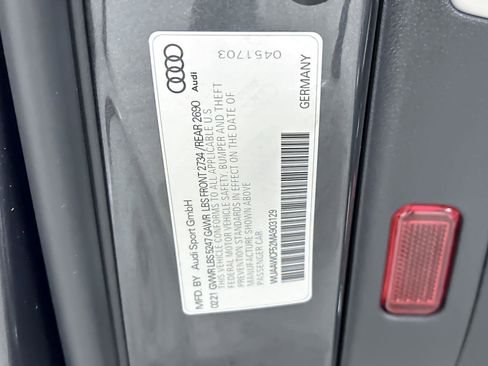 MFD. BY Audi Sport GmbH
02/21 GVWR LBS 5247 GAWR LBS FRONT 2734 / REAR 2690
THIS VEHICLE CONFORMS TO ALL APPLICABLE U.S.
FEDERAL MOTOR VEHICLE SAFETY, BUMPER AND THEFT
PREVENTION STANDARDS IN EFFECT ON THE DATE OF
MANUFACTURE SHOWN ABOVE
PASSENGER CAR
WUAAWCF52MA903129
Audi
0451703
GERMANY